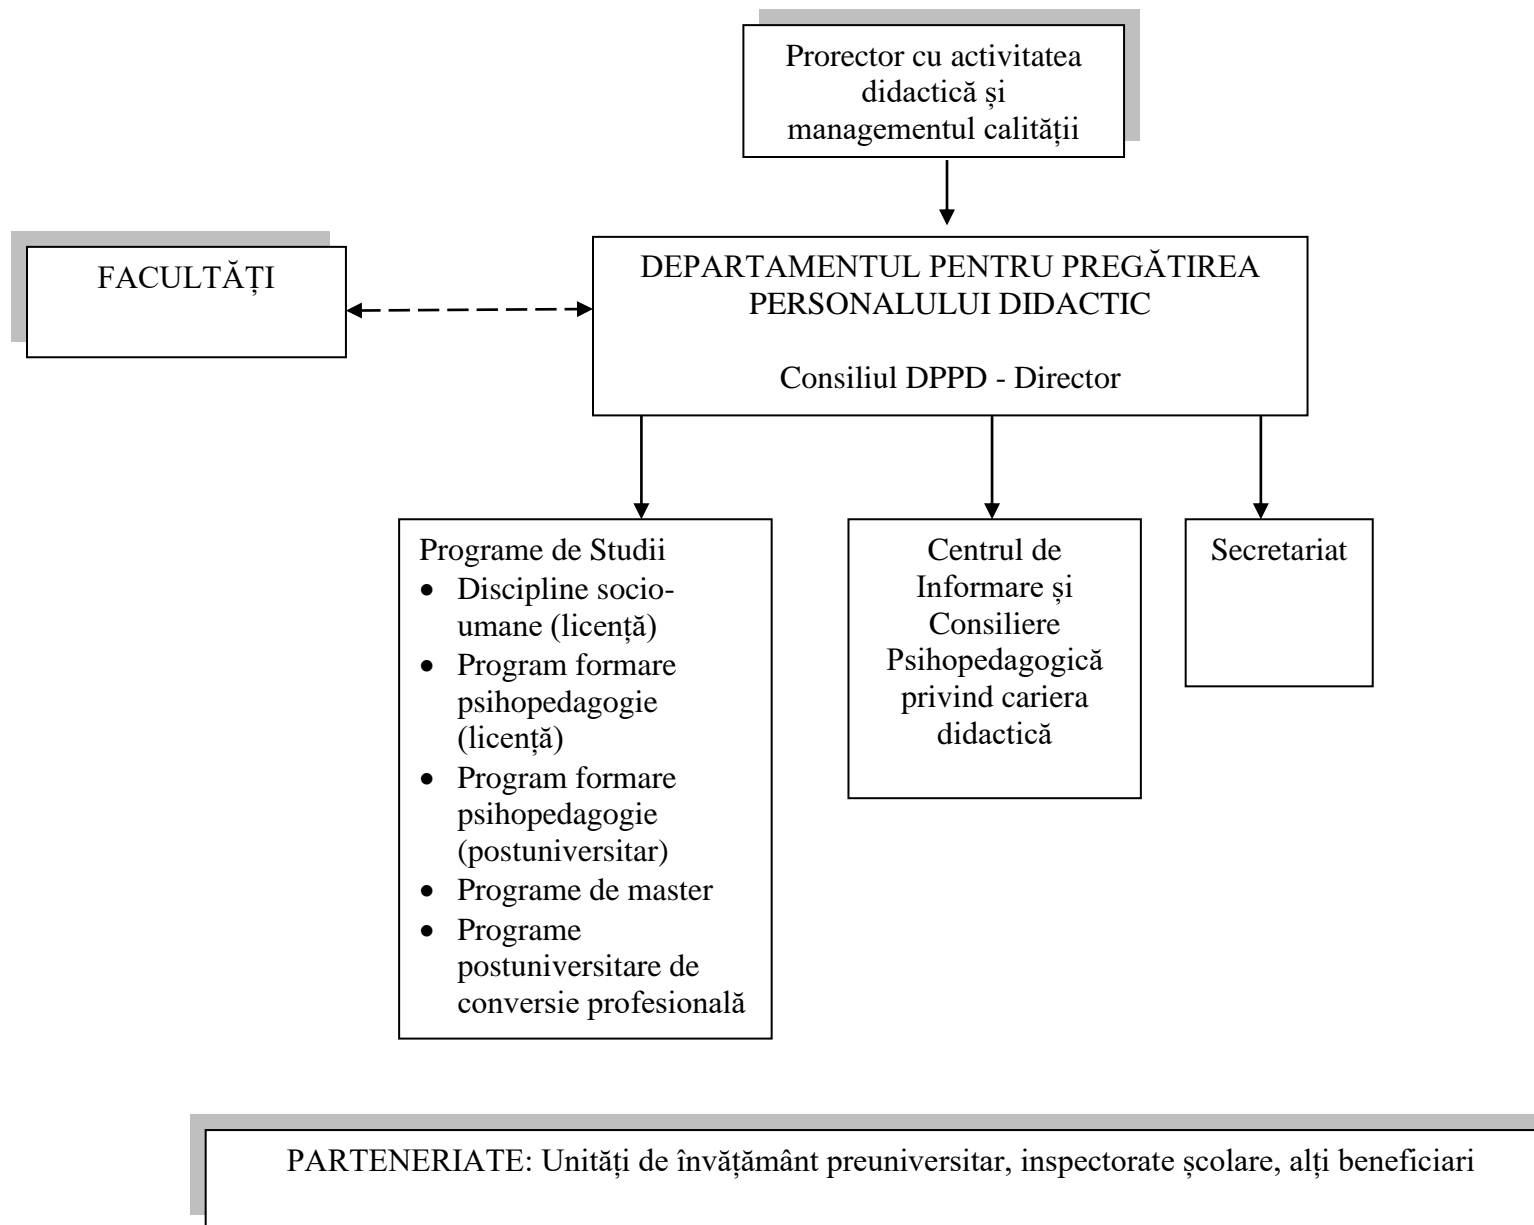 Prorector cu activitatea
didactică și
managementul calității
FACULTĂȚI
DEPARTAMENTUL PENTRU PREGĂTIREA
PERSONALULUI DIDACTIC
Consiliul DPPD - Director
Programe de Studii
• Discipline socio-
umane (licență)
• Program formare
psihopedagogie
(licență)
• Program formare
psihopedagogie
(postuniversitar)
• Programe de master
• Programe
postuniversitare de
conversie profesională
Centrul de
Informare și
Consiliere
Psihopedagogică
privind cariera
didactică
Secretariat
PARTENERIATE: Unități de învățământ preuniversitar, inspectorate școlare, alți beneficiari